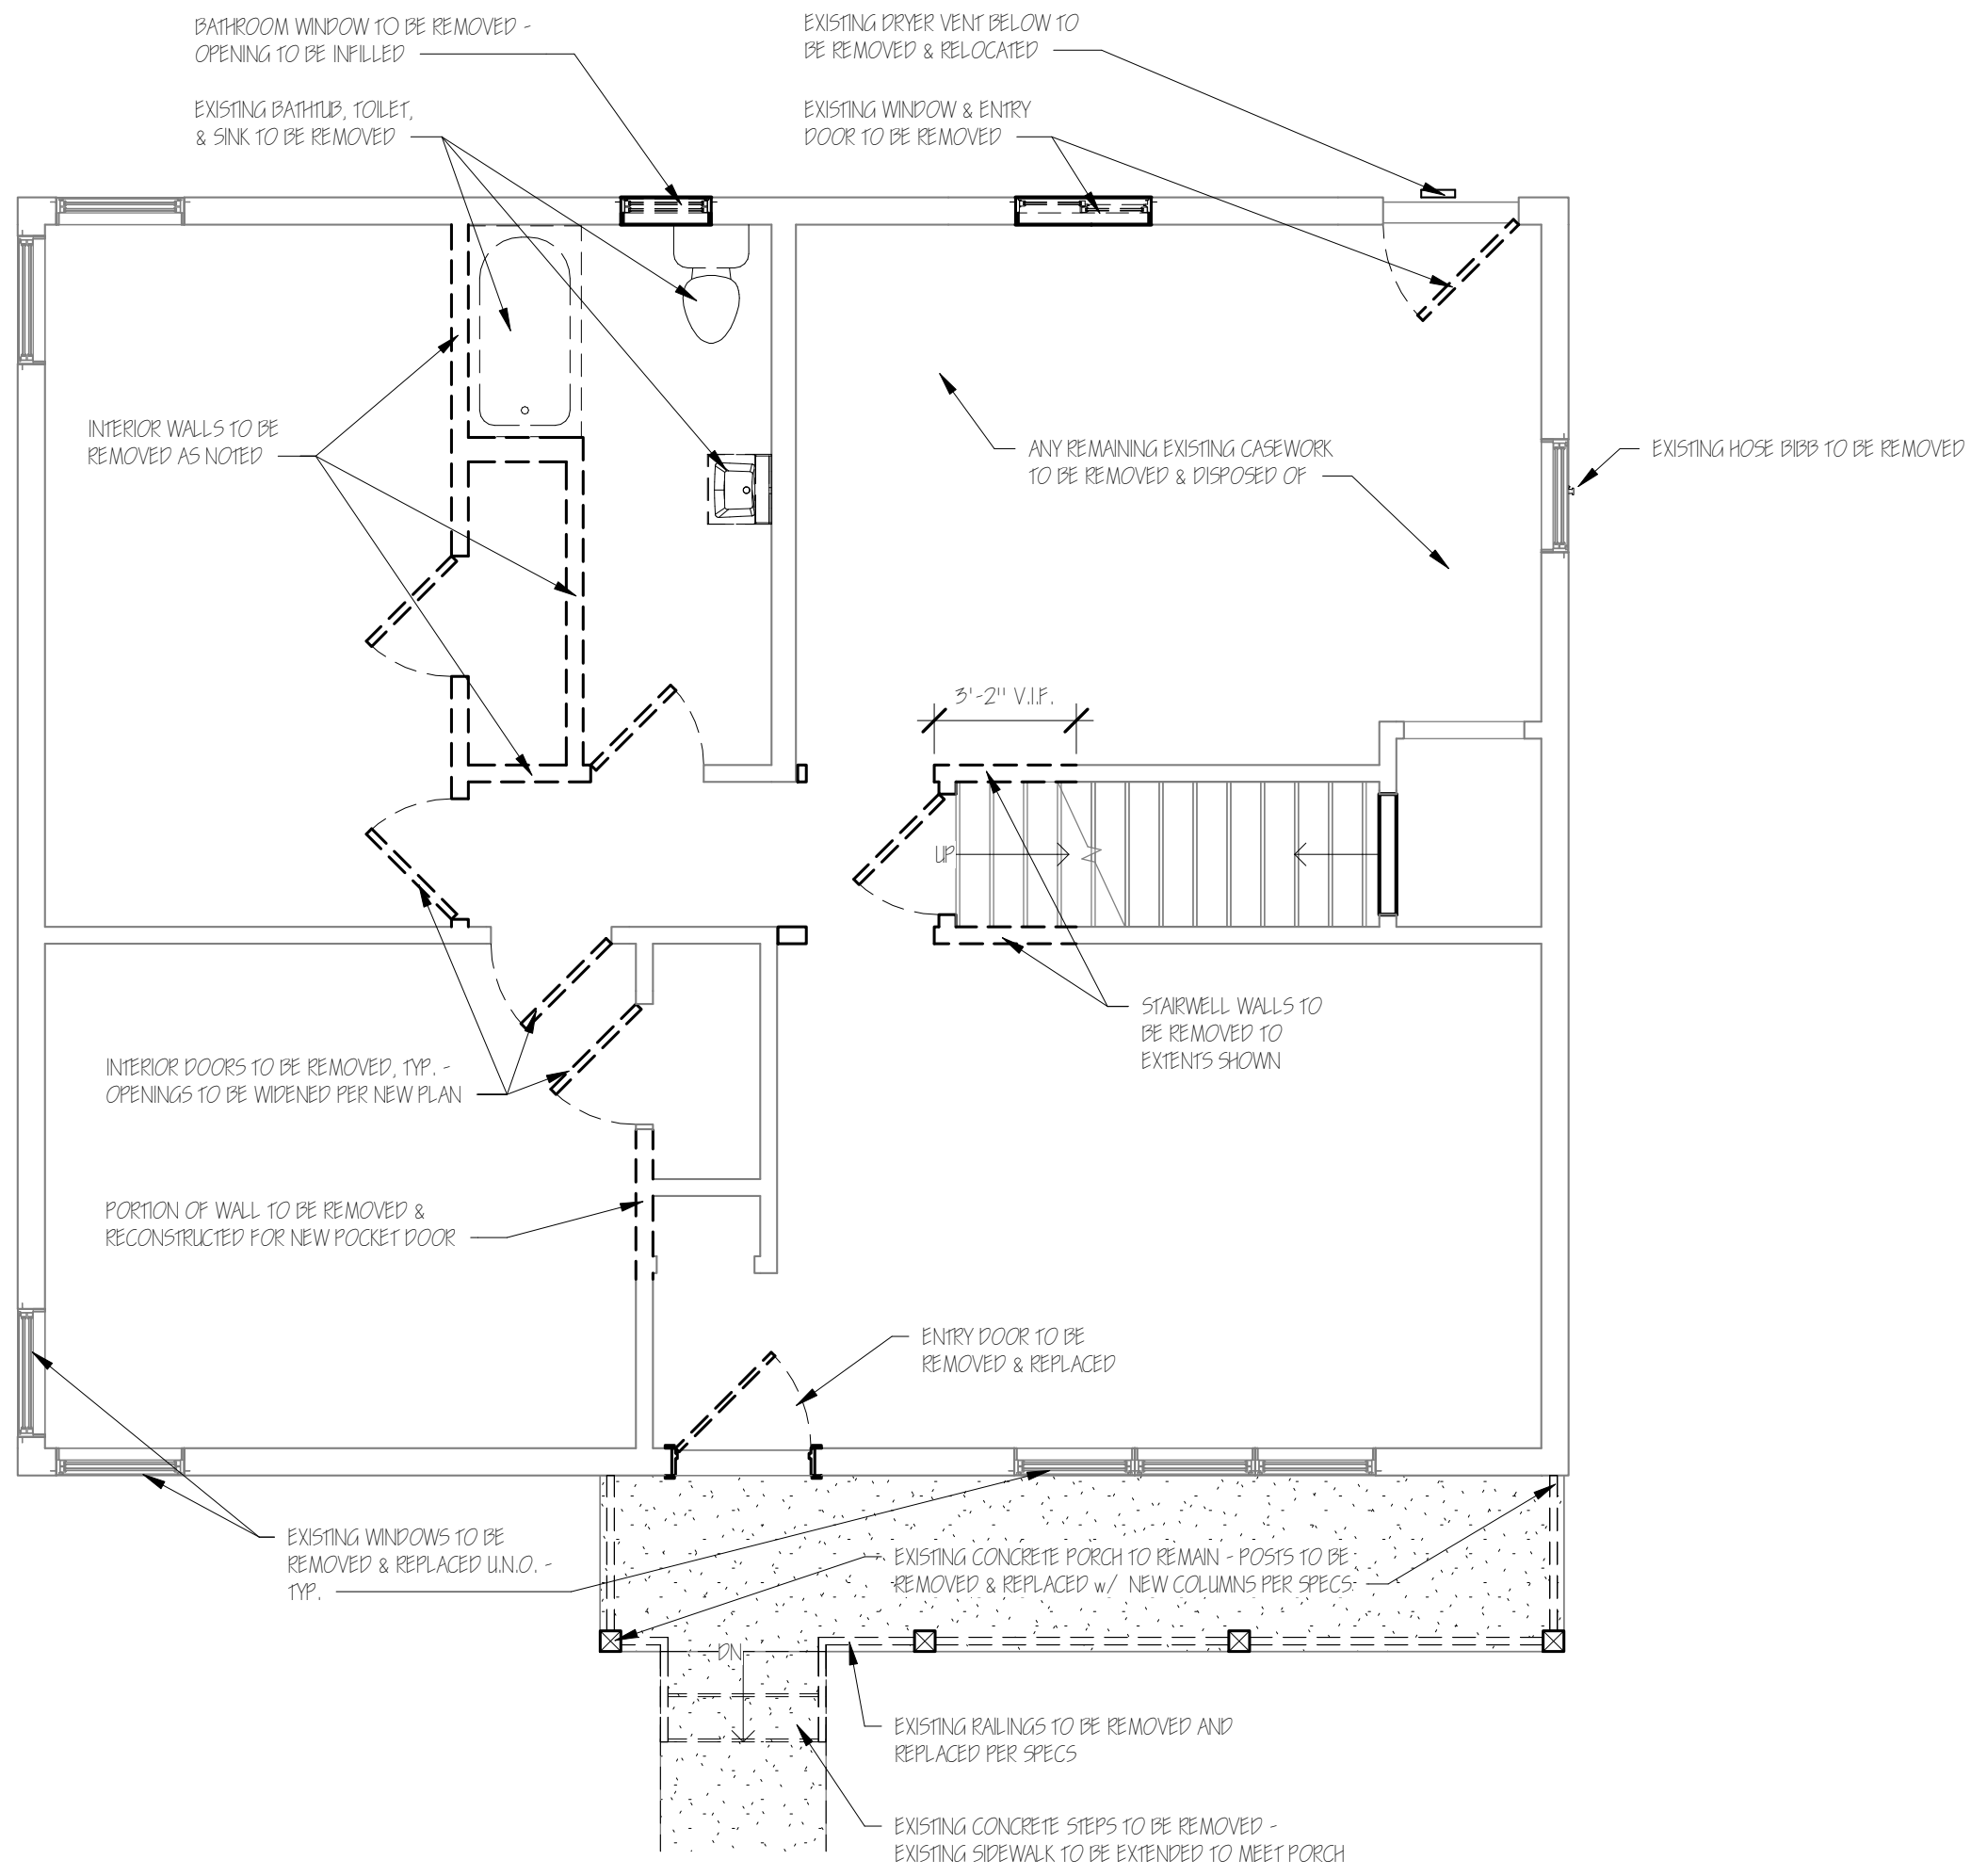 BATHROOM WINDOW TO BE REMOVED -
OPENING TO BE INFILLED
EXISTING DRYER VENT BELOW TO
BE REMOVED & RELOCATED
EXISTING BATHTUB, TOILET,
& SINK TO BE REMOVED
EXISTING WINDOW & ENTRY
DOOR TO BE REMOVED
INTERIOR WALLS TO BE
REMOVED AS NOTED
ANY REMAINING EXISTING CASEWORK
TO BE REMOVED & DISPOSED OF
EXISTING HOSE BIBB TO BE REMOVED
3'-2" V.I.F.
UP
STAIRWELL WALLS TO
BE REMOVED TO
EXTENTS SHOWN
INTERIOR DOORS TO BE REMOVED, TYP. -
OPENINGS TO BE WIDENED PER NEW PLAN
PORTION OF WALL TO BE REMOVED &
RECONSTRUCTED FOR NEW POCKET DOOR
ENTRY DOOR TO BE
REMOVED & REPLACED
EXISTING WINDOWS TO BE
REMOVED & REPLACED U.N.O. -
TYP.
EXISTING CONCRETE PORCH TO REMAIN - POSTS TO BE
REMOVED & REPLACED w/ NEW COLUMNS PER SPECS
DN
EXISTING RAILINGS TO BE REMOVED AND
REPLACED PER SPECS
EXISTING CONCRETE STEPS TO BE REMOVED -
EXISTING SIDEWALK TO BE EXTENDED TO MEET PORCH